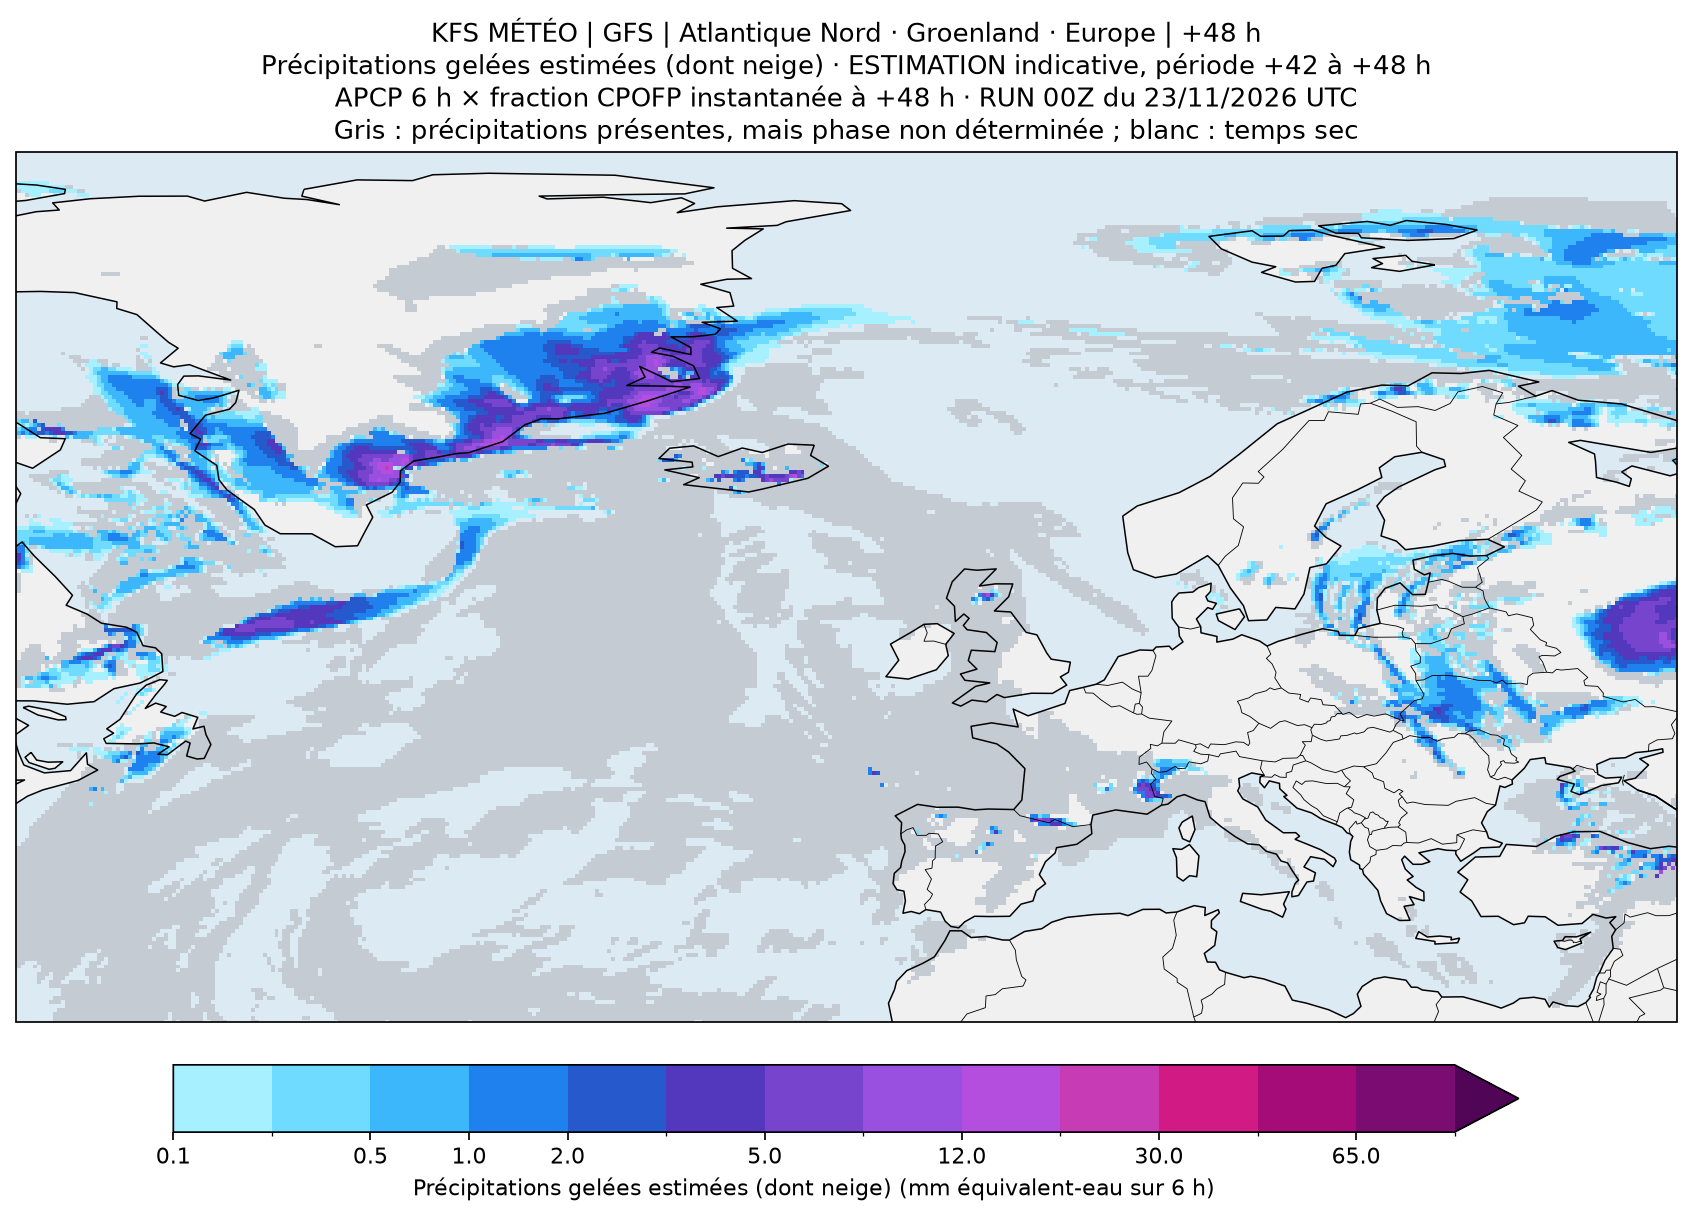 KFS MÉTÉO | GFS | Atlantique Nord · Groenland · Europe | +48 h
Précipitations gelées estimées (dont neige) · ESTIMATION indicative, période +42 à +48 h
APCP 6 h × fraction CPOFP instantanée à +48 h · RUN 00Z du 23/11/2026 UTC
Gris : précipitations présentes, mais phase non déterminée ; blanc : temps sec
0.1 0.5 1.0 2.0 5.0 12.0 30.0 65.0
Précipitations gelées estimées (dont neige) (mm équivalent-eau sur 6 h)